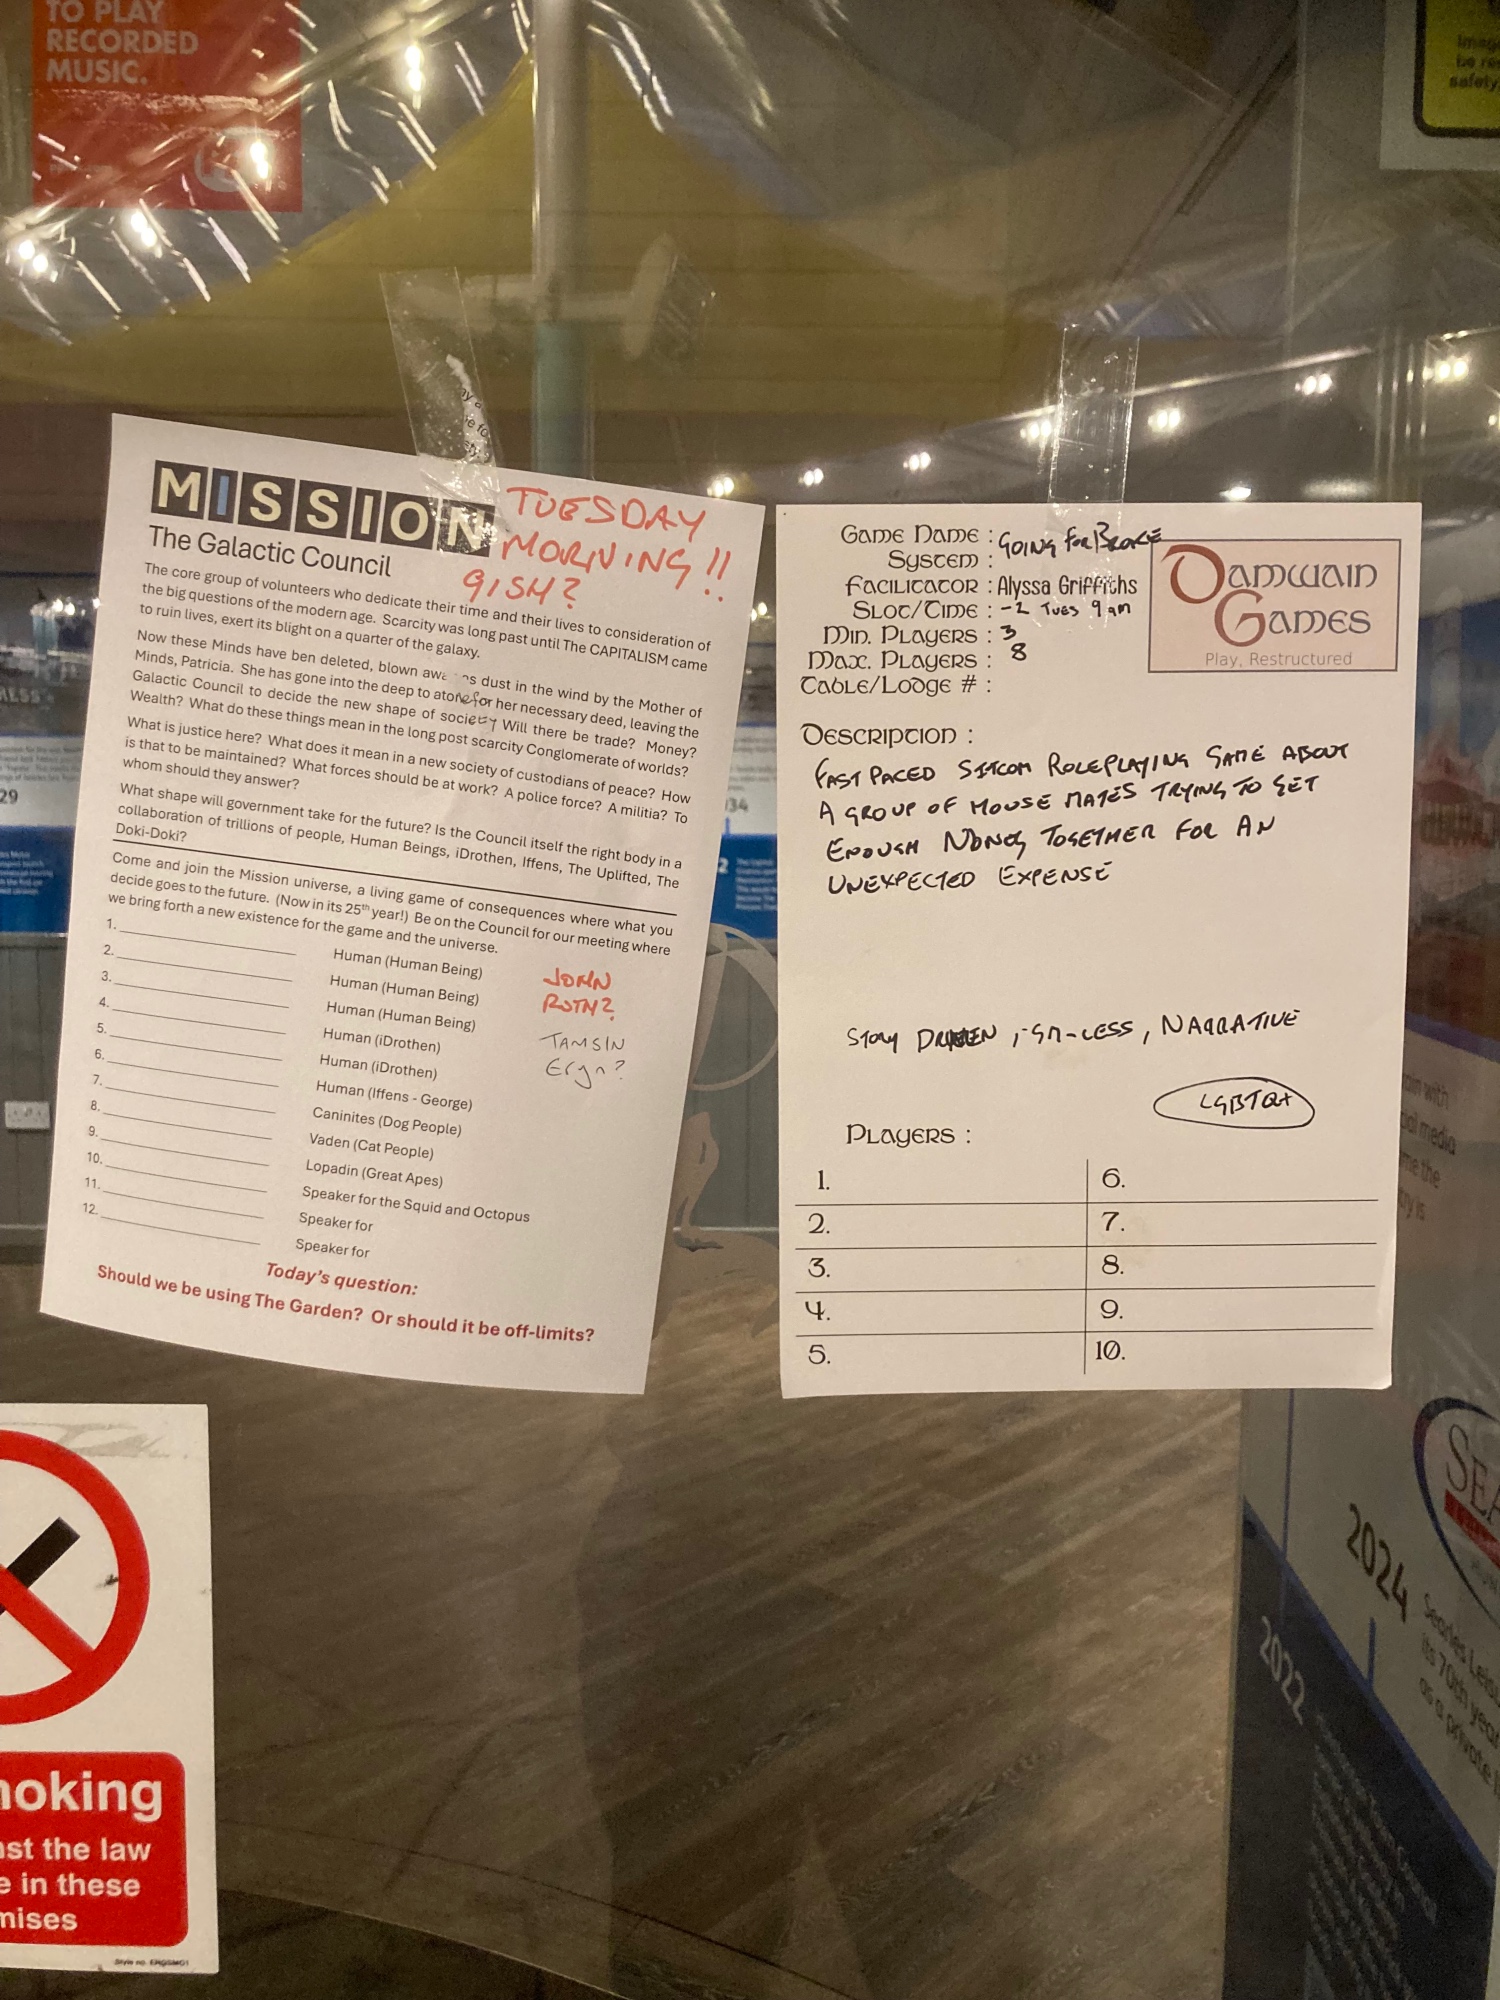 TO PLAY
RECORDED
MUSIC.
MISSION
The Galactic Council
TUESDAY
MORNING!!
9ISH?
The core group of volunteers who dedicate their time and their lives to consideration of
the big questions of the modern age. Scarcity was long past until The CAPITALISM came
to ruin lives, exert its blight on a quarter of the galaxy.
Now these Minds have ben deleted, blown away as dust in the wind by the Mother of
Minds, Patricia. She has gone into the deep to atone for her necessary deed, leaving the
Galactic Council to decide the new shape of society Will there be trade? Money?
Wealth? What do these things mean in the long post scarcity Conglomerate of worlds?
What is justice here? What does it mean in a new society of custodians of peace? How
is that to be maintained? What forces should be at work? A police force? A militia? To
whom should they answer?
What shape will government take for the future? Is the Council itself the right body in a
collaboration of trillions of people, Human Beings, iDrothen, Iffens, The Uplifted, The
Doki-Doki?
Come and join the Mission universe, a living game of consequences where what you
decide goes to the future. (Now in its 25th year!) Be on the Council for our meeting where
we bring forth a new existence for the game and the universe.
1. Human (Human Being)
2. Human (Human Being)
3. Human (Human Being)
4. Human (iDrothen)
5. Human (iDrothen)
6. Human (Iffens - George)
7. Caninites (Dog People)
8. Vaden (Cat People)
9. Lopadin (Great Apes)
10. Speaker for the Squid and Octopus
11. Speaker for
12. Speaker for
JOHN
RUTH?
TAMSIN
Eryn?
Today's question:
Should we be using The Garden? Or should it be off-limits?
Game Name : GOING FOR BROKE
System :
Facilitator : Alyssa Griffiths
Slot/Time : -2 TUES 9am
Min. Players : 3
Max. Players : 8
Table/Lodge # :
Damwain
Games
Play, Restructured
Description :
FAST PACED SITCOM ROLEPLAYING GAME ABOUT
A GROUP OF HOUSE MATES TRYING TO GET
ENOUGH MONEY TOGETHER FOR AN
UNEXPECTED EXPENSE
STORY DRIVEN, GM-LESS, NARRATIVE
LGBTQ+
Players :
1. 6.
2. 7.
3. 8.
4. 9.
5. 10.
moking
nst the law
e in these
mises
Style no.
29
34
2
SEA
2024
Searles Leisu
its 70th year
as a private
2022
safety